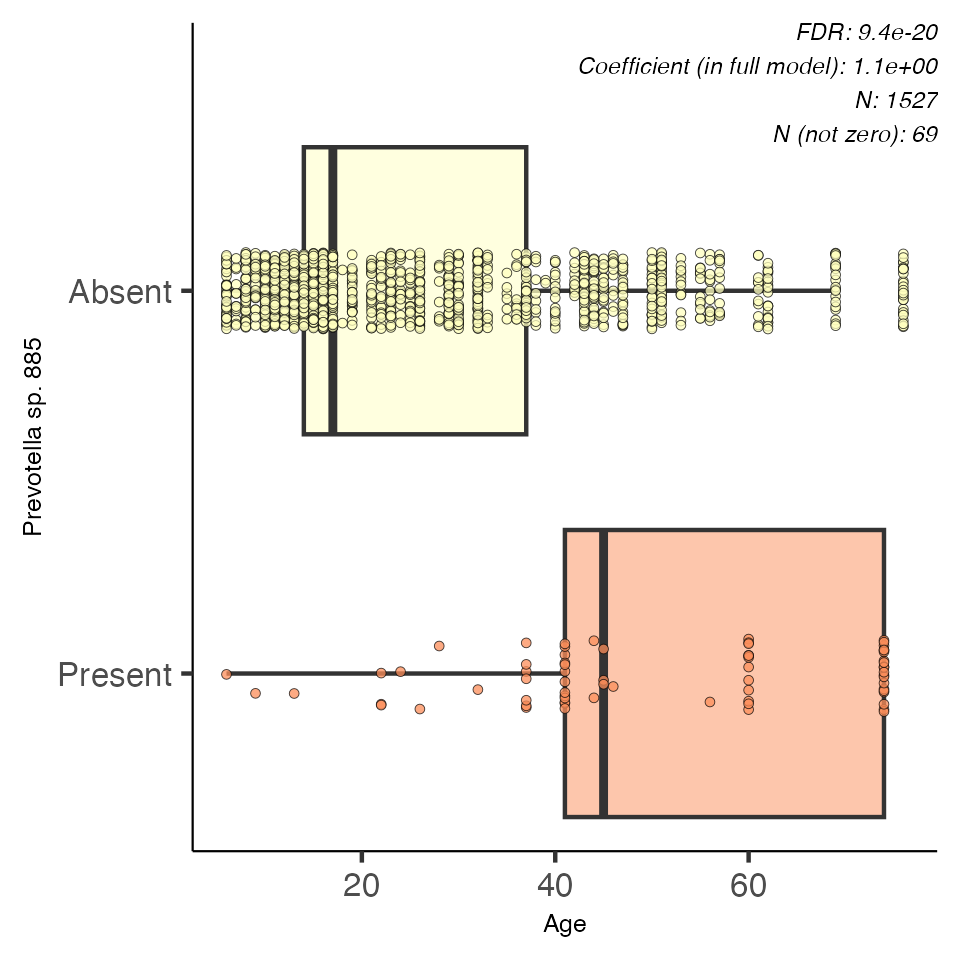 FDR: 9.4e-20
Coefficient (in full model): 1.1e+00
N: 1527
N (not zero): 69
Prevotella sp. 885
Absent
Present
20 40 60
Age